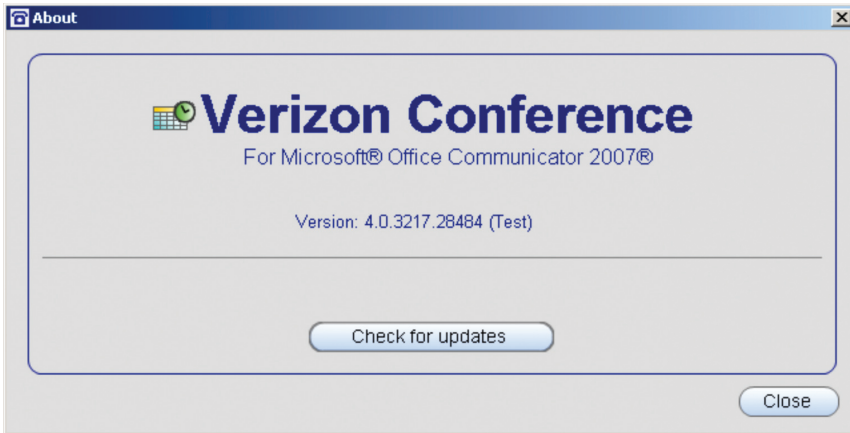 About
Verizon Conference
For Microsoft® Office Communicator 2007®
Version: 4.0.3217.28484 (Test)
Check for updates
Close